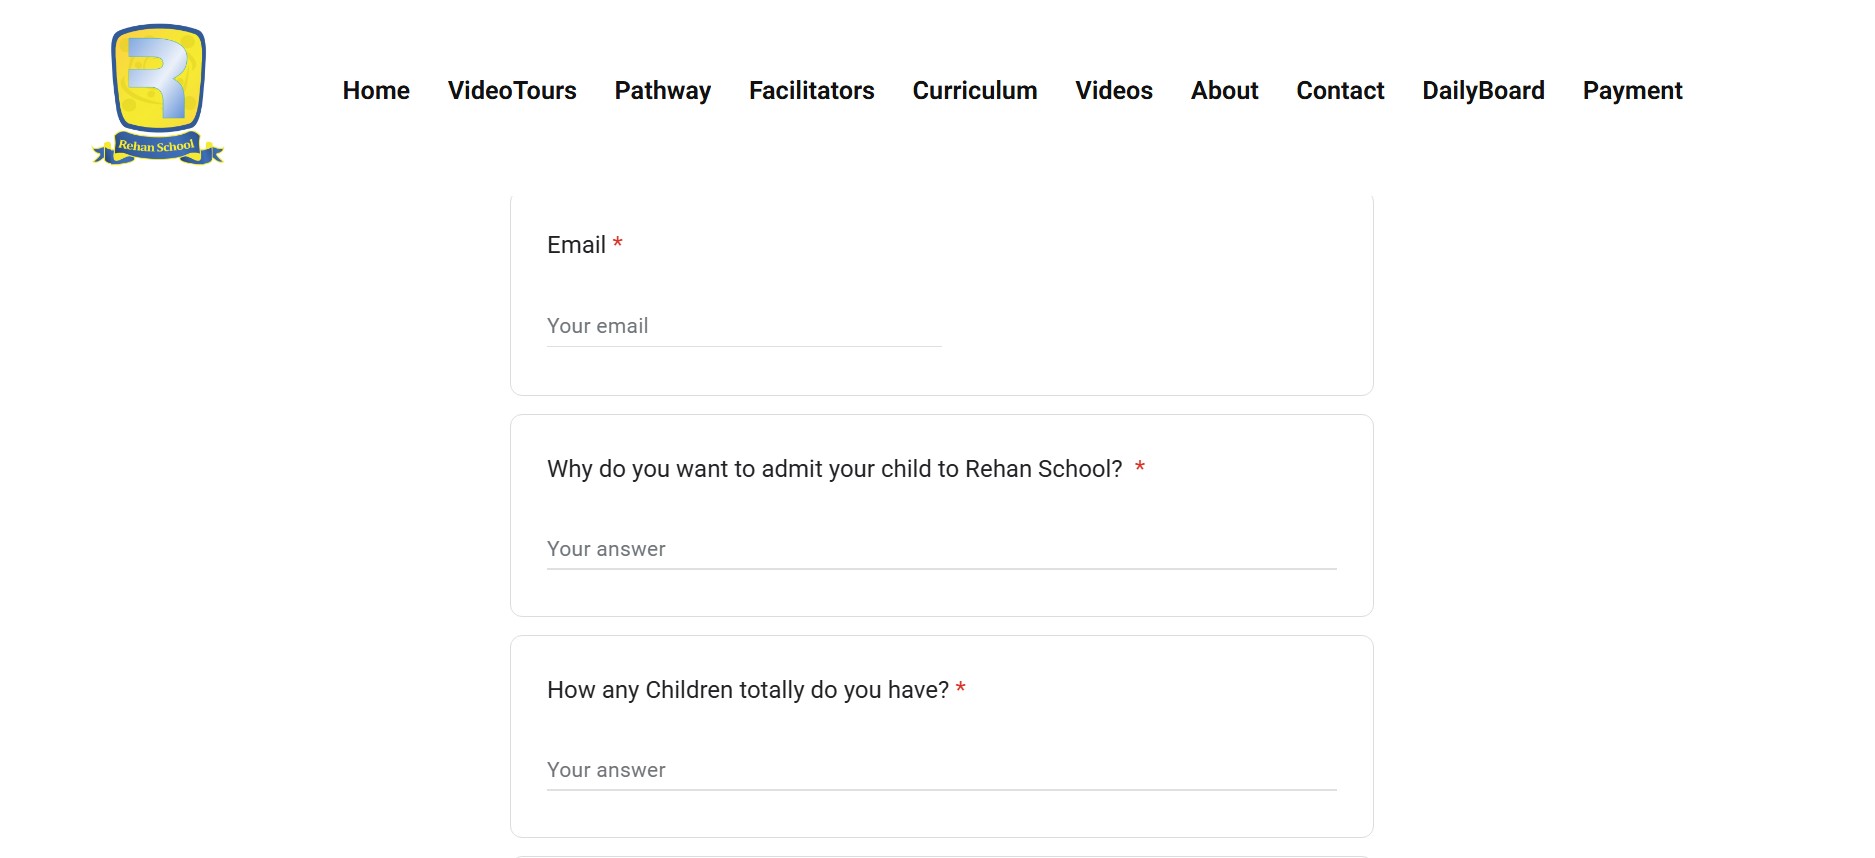 Rehan School
Home VideoTours Pathway Facilitators Curriculum Videos About Contact DailyBoard Payment
Email *
Your email
Why do you want to admit your child to Rehan School? *
Your answer
How any Children totally do you have? *
Your answer